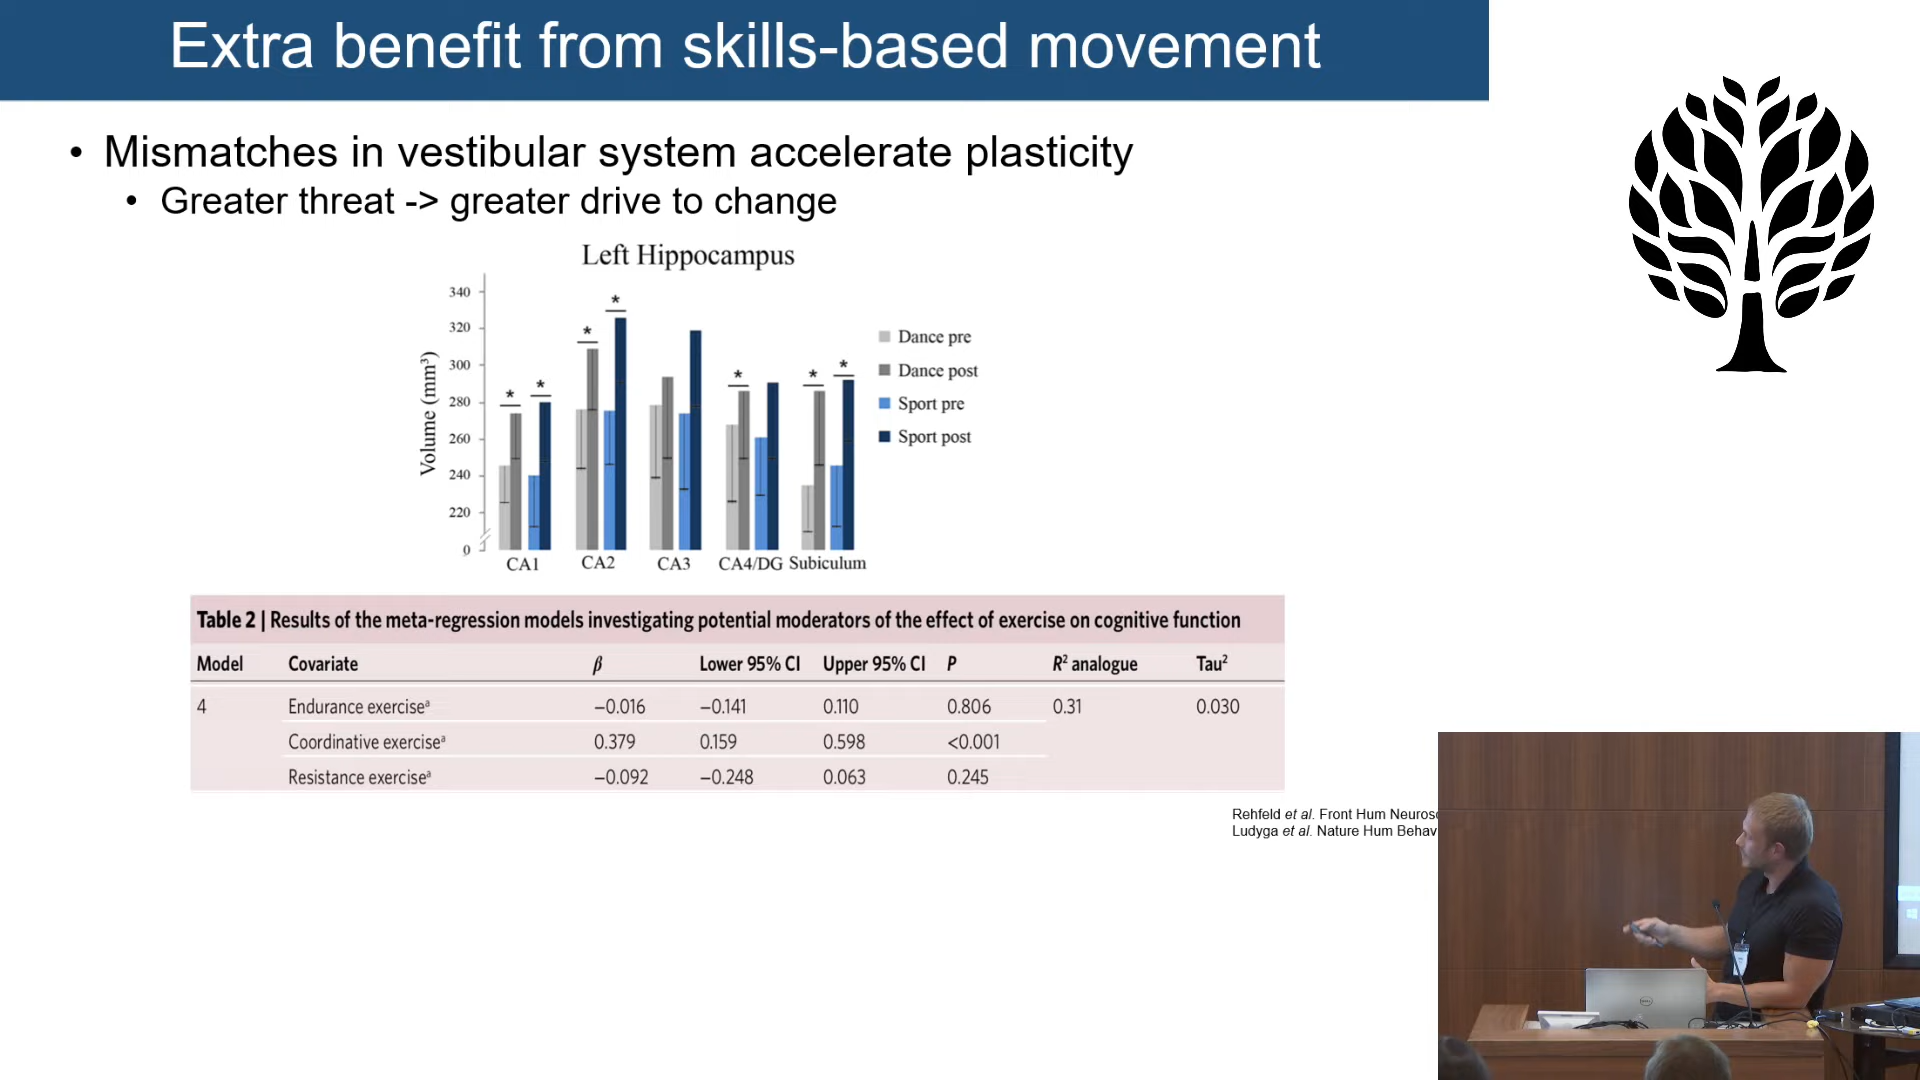 Extra benefit from skills-based movement
• Mismatches in vestibular system accelerate plasticity
• Greater threat -> greater drive to change
Left Hippocampus
Volume (mm³)
340
320
300
280
260
240
220
0
* * * * * * *
CA1 CA2 CA3 CA4/DG Subiculum
Dance pre
Dance post
Sport pre
Sport post
Table 2 | Results of the meta-regression models investigating potential moderators of the effect of exercise on cognitive function
Model Covariate β Lower 95% CI Upper 95% CI P R² analogue Tau²
4 Endurance exerciseᵃ −0.016 −0.141 0.110 0.806 0.31 0.030
Coordinative exerciseᵃ 0.379 0.159 0.598 <0.001
Resistance exerciseᵃ −0.092 −0.248 0.063 0.245
Rehfeld et al. Front Hum
Ludyga et al. Nature Hum Behav
DELL